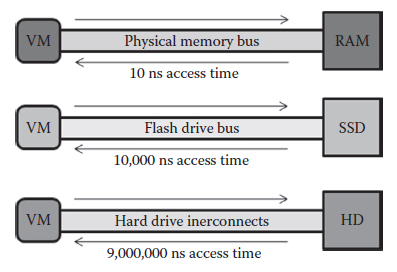 VM Physical memory bus RAM
10 ns access time
VM Flash drive bus SSD
10,000 ns access time
VM Hard drive inerconnects HD
9,000,000 ns access time